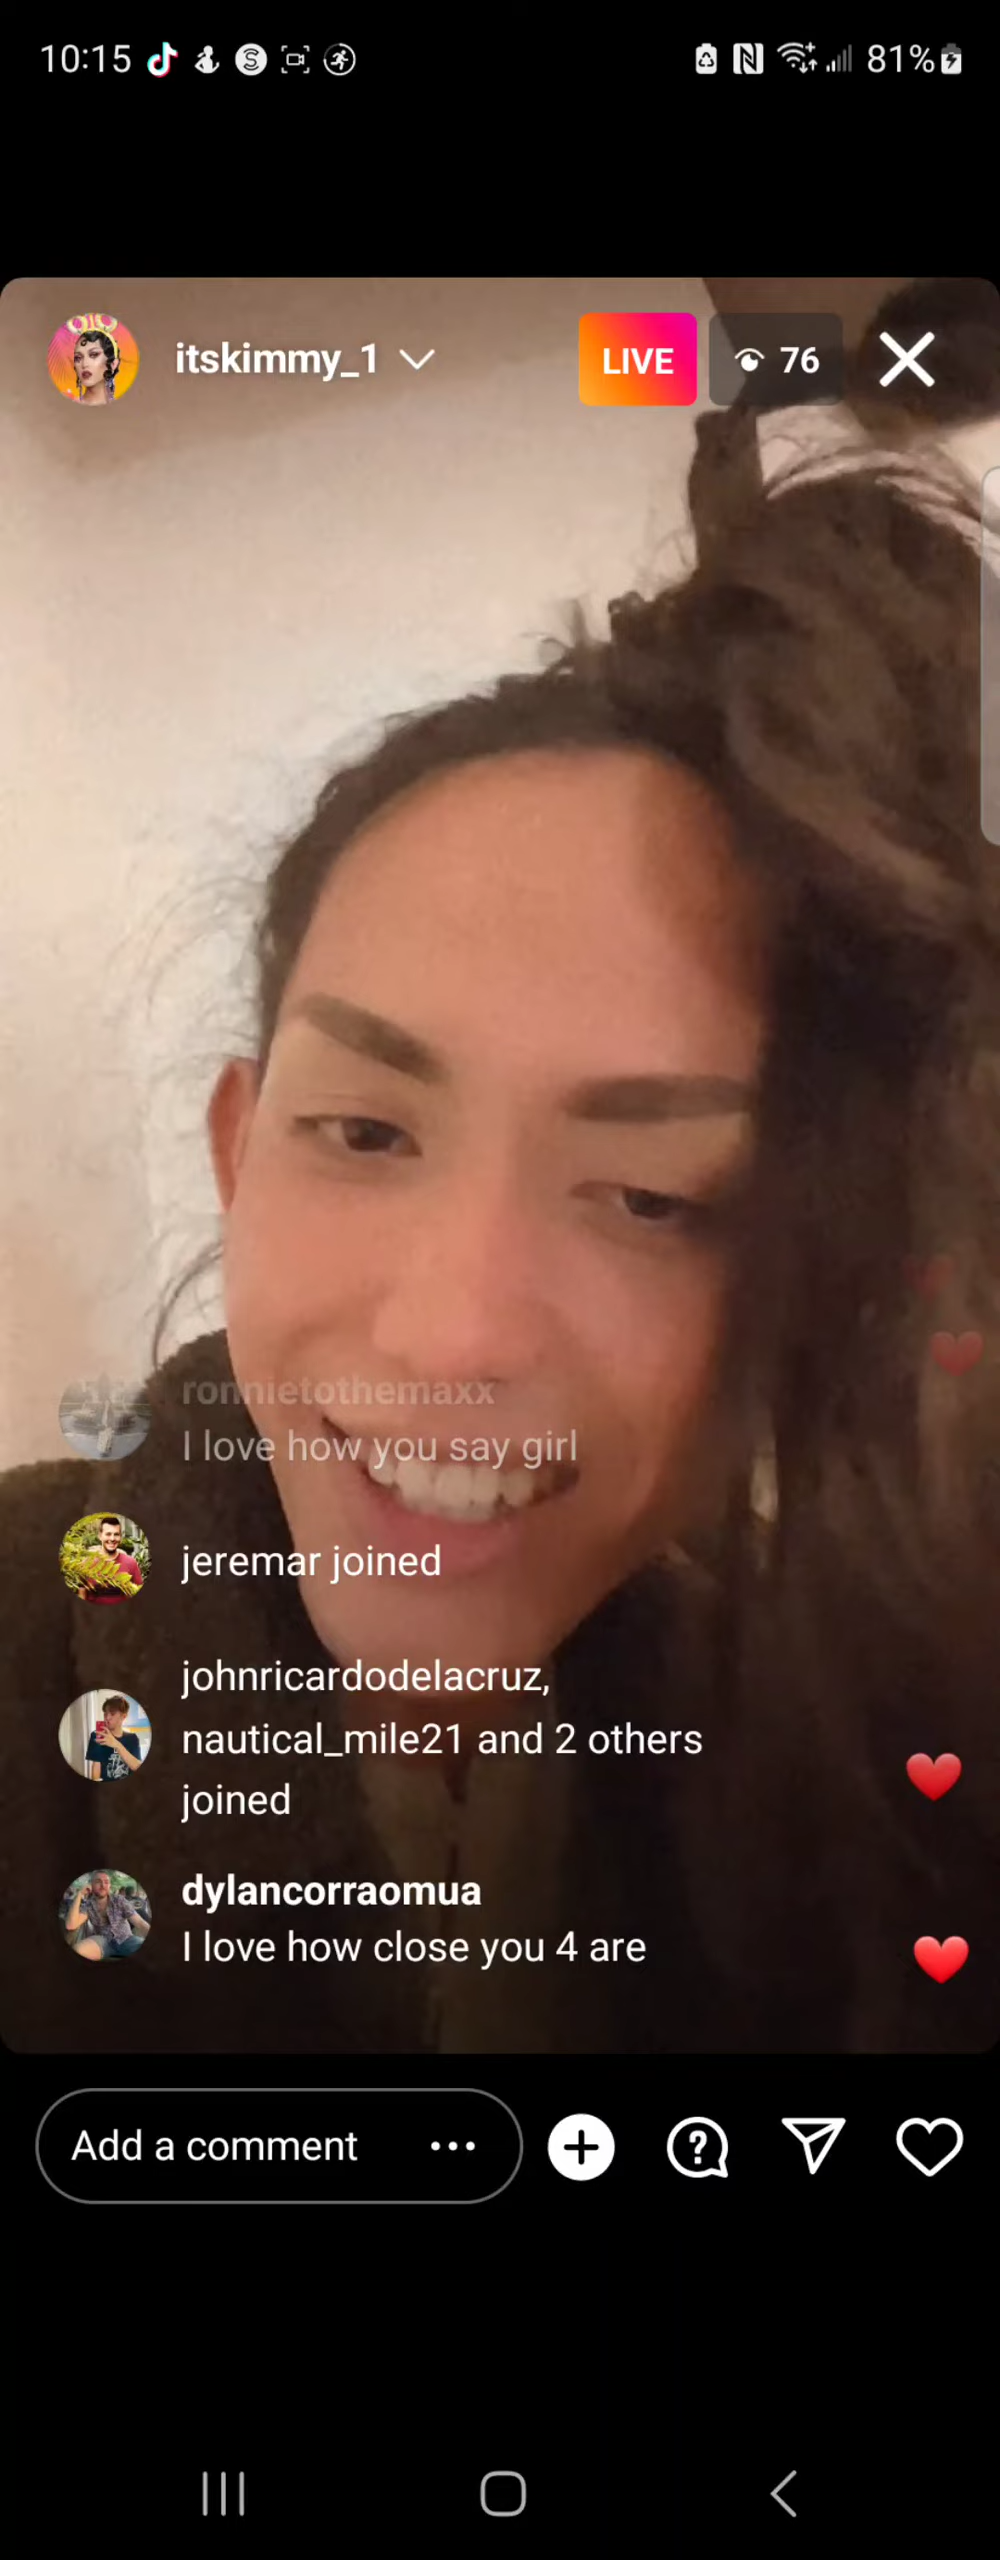 10:15
81%
itskimmy_1
LIVE
76
ronnietothemaxx
I love how you say girl
jeremar joined
johnricardodelacruz,
nautical_mile21 and 2 others
joined
dylancorraomua
I love how close you 4 are
Add a comment